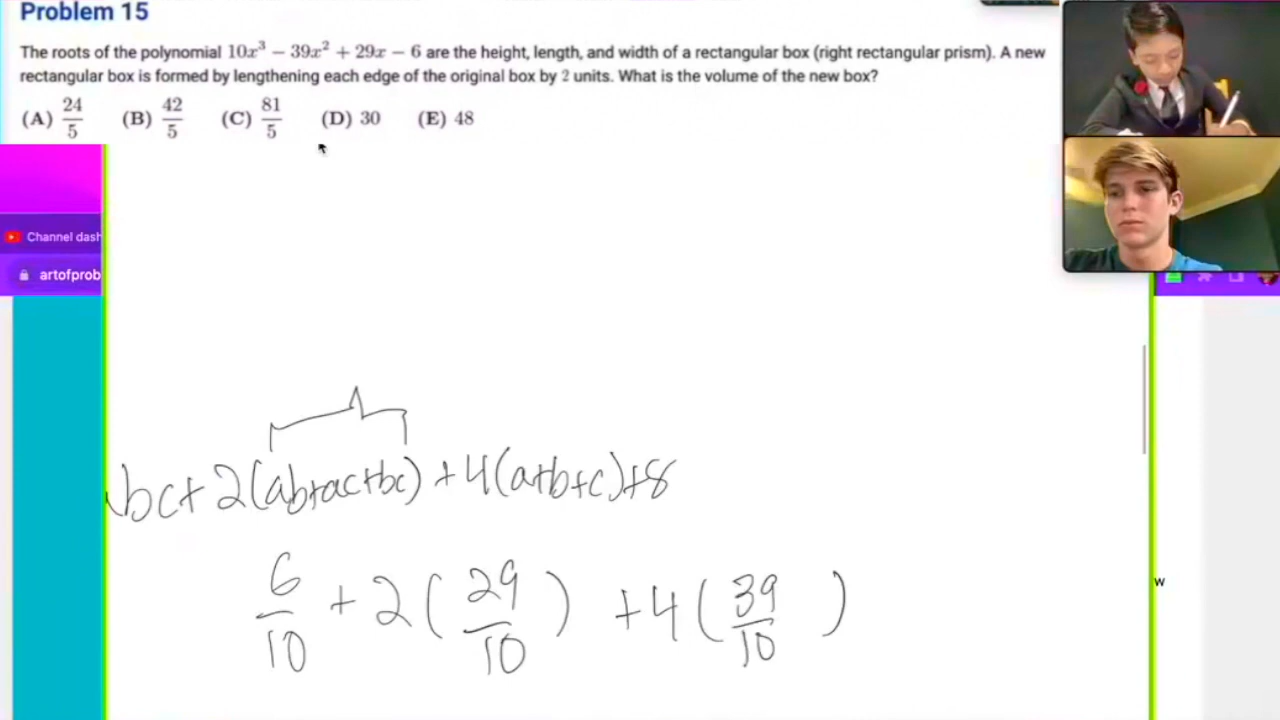 Problem 15
The roots of the polynomial 10x³ − 39x² + 29x − 6 are the height, length, and width of a rectangular box (right rectangular prism). A new
rectangular box is formed by lengthening each edge of the original box by 2 units. What is the volume of the new box?
(A) 24/5 (B) 42/5 (C) 81/5 (D) 30 (E) 48
Channel dash
artofprob
bc + 2(ab+ac+bc) + 4(a+b+c)+8
6/10 + 2(29/10) + 4(39/10)
w